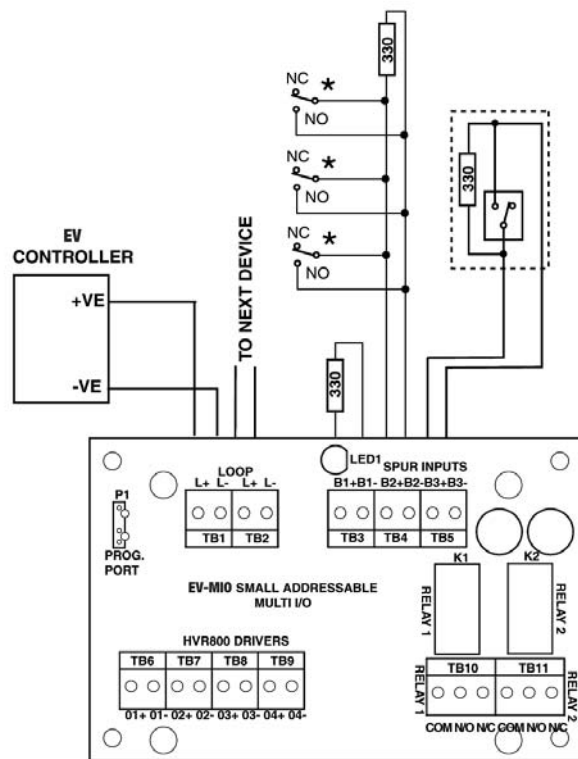 330
NC *
NO
NC *
NO
330
NC *
NO
EV
CONTROLLER
+VE
-VE
TO NEXT DEVICE
330
LED1
LOOP
SPUR INPUTS
L+ L- L+ L-
B1+B1- B2+B2-B3+B3-
P1
TB1 TB2
TB3 TB4 TB5
PROG.
PORT
K1 K2
EV-MIO SMALL ADDRESSABLE
MULTI I/O
RELAY 1
RELAY 2
HVR800 DRIVERS
TB6 TB7 TB8 TB9
TB10 TB11
RELAY 1
RELAY 2
01+ 01- 02+ 02- 03+ 03- 04+ 04-
COM N/O N/C COM N/O N/C